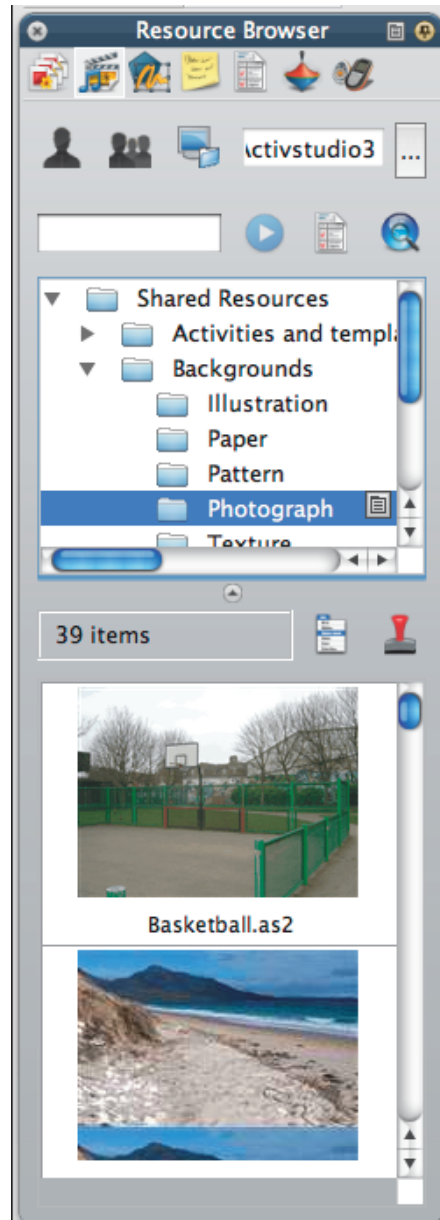 Resource Browser
Activstudio3
...
Shared Resources
Activities and templa
Backgrounds
Illustration
Paper
Pattern
Photograph
Texture
39 items
Basketball.as2